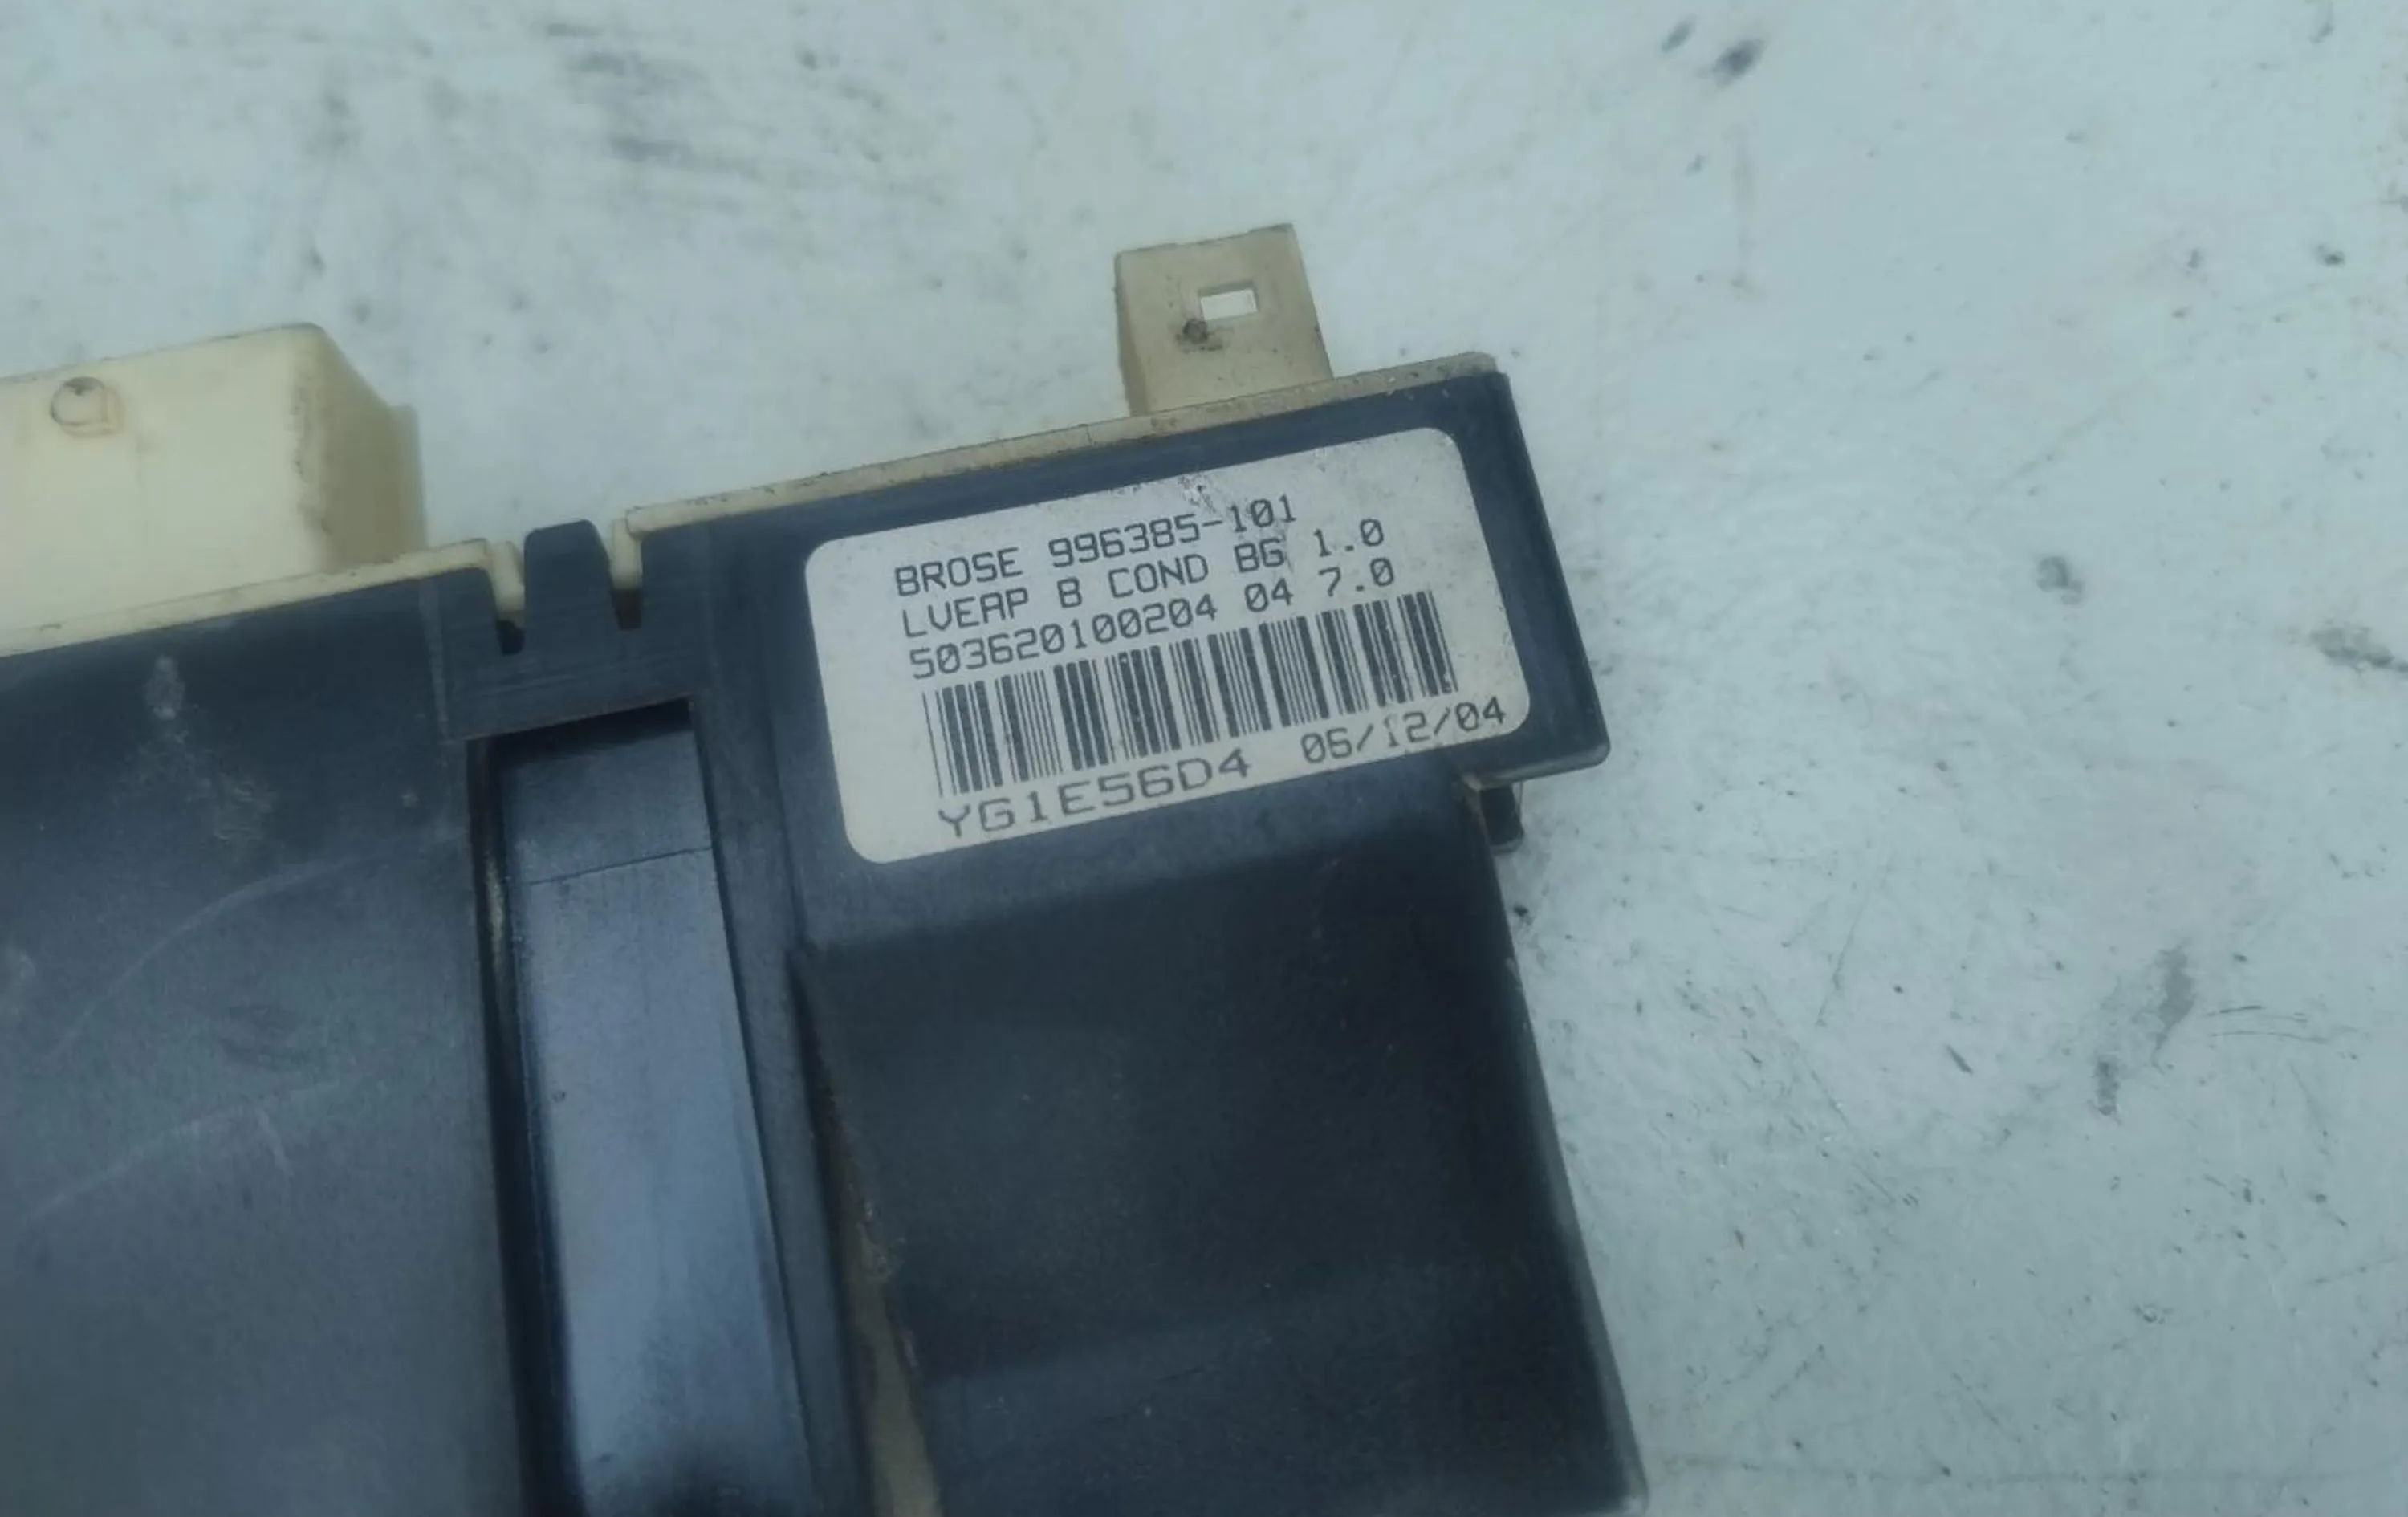 BROSE 996385-101
LVEAP B COND BG 1.0
503620100204 04 7.0
YG1E56D4 06/12/04